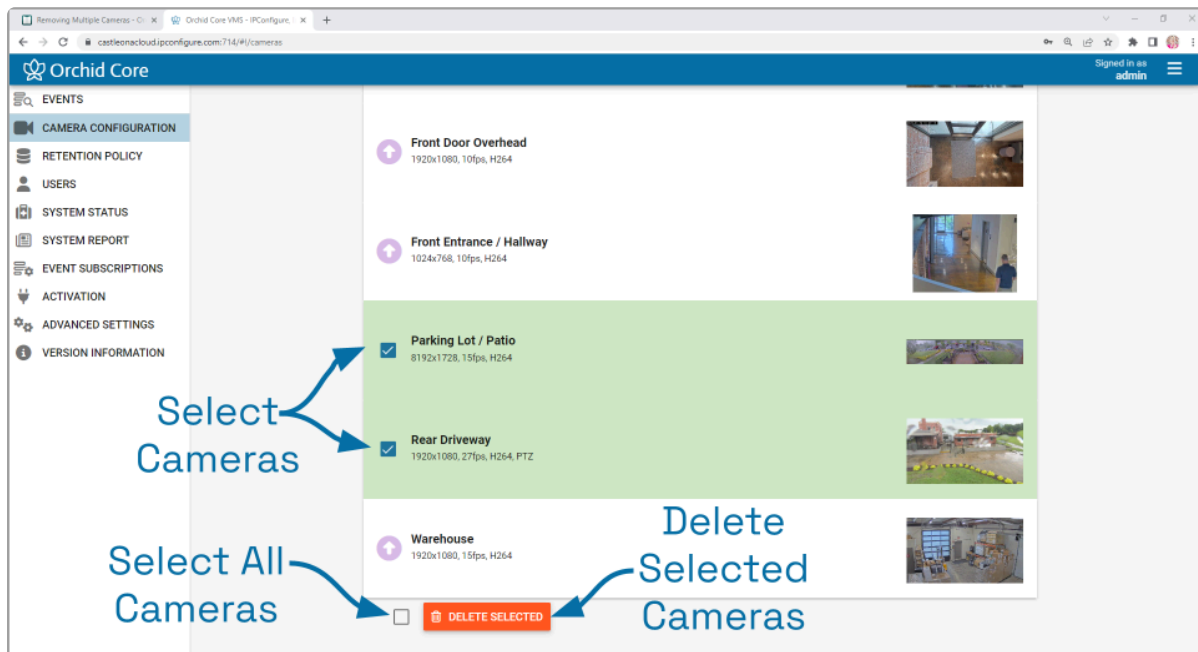 Removing Multiple Cameras - Or
Orchid Core VMS - IPConfigure,
castleonacloud.ipconfigure.com:714/#!/cameras
Orchid Core
Signed in as
admin
EVENTS
CAMERA CONFIGURATION
RETENTION POLICY
USERS
SYSTEM STATUS
SYSTEM REPORT
EVENT SUBSCRIPTIONS
ACTIVATION
ADVANCED SETTINGS
VERSION INFORMATION
Front Door Overhead
1920x1080, 10fps, H264
Front Entrance / Hallway
1024x768, 10fps, H264
Parking Lot / Patio
8192x1728, 15fps, H264
Select
Cameras
Rear Driveway
1920x1080, 27fps, H264, PTZ
Warehouse
1920x1080, 15fps, H264
Select All
Cameras
DELETE SELECTED
Delete
Selected
Cameras